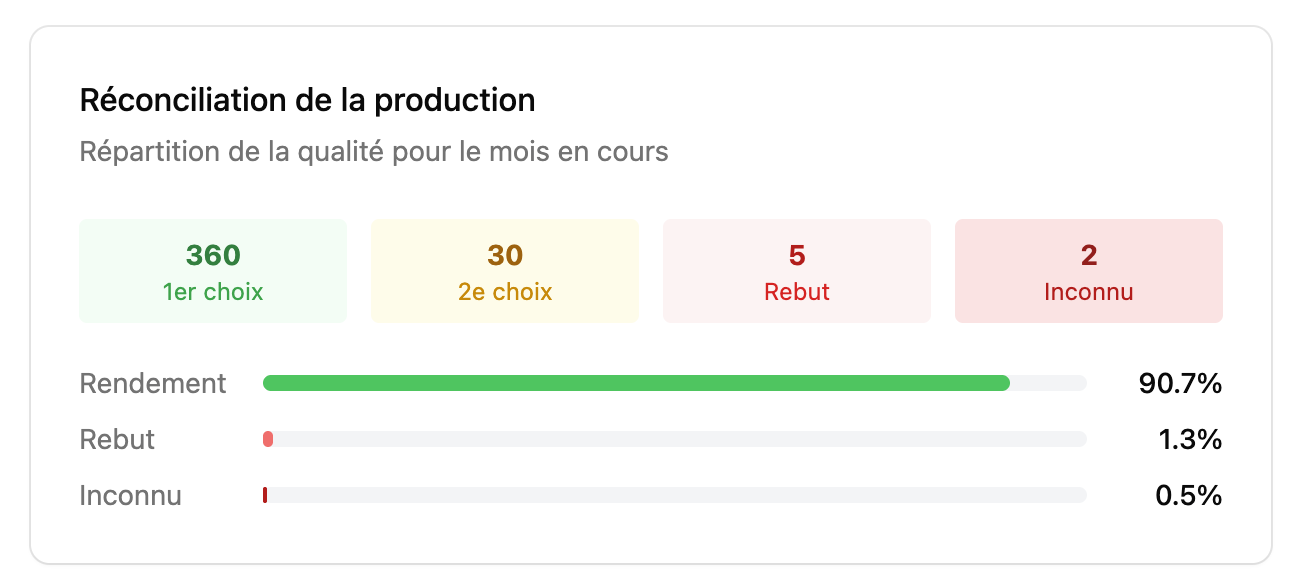 Réconciliation de la production
Répartition de la qualité pour le mois en cours
360
1er choix
30
2e choix
5
Rebut
2
Inconnu
Rendement 90.7%
Rebut 1.3%
Inconnu 0.5%